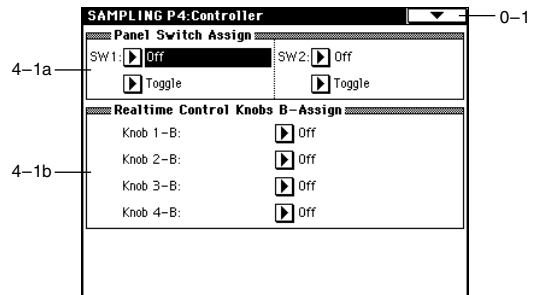 SAMPLING P4:Controller
0–1
Panel Switch Assign
SW1: Off SW2: Off
4–1a
Toggle Toggle
Realtime Control Knobs B-Assign
Knob 1-B: Off
Knob 2-B: Off
4–1b
Knob 3-B: Off
Knob 4-B: Off